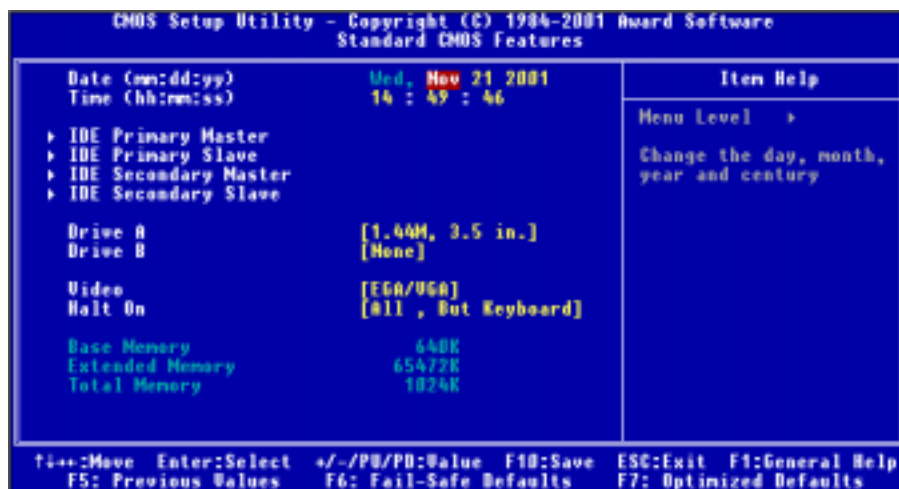 CMOS Setup Utility - Copyright (C) 1984-2001 Award Software
Standard CMOS Features
Date (mm:dd:yy) Wed, Nov 21 2001
Time (hh:mm:ss) 14 : 49 : 46
IDE Primary Master
IDE Primary Slave
IDE Secondary Master
IDE Secondary Slave
Drive A [1.44M, 3.5 in.]
Drive B [None]
Video [EGA/VGA]
Halt On [All , But Keyboard]
Base Memory 640K
Extended Memory 65472K
Total Memory 1024K
Item Help
Menu Level ▸
Change the day, month,
year and century
↑↓→←:Move Enter:Select +/-/PU/PD:Value F10:Save ESC:Exit F1:General Help
F5: Previous Values F6: Fail-Safe Defaults F7: Optimized Defaults